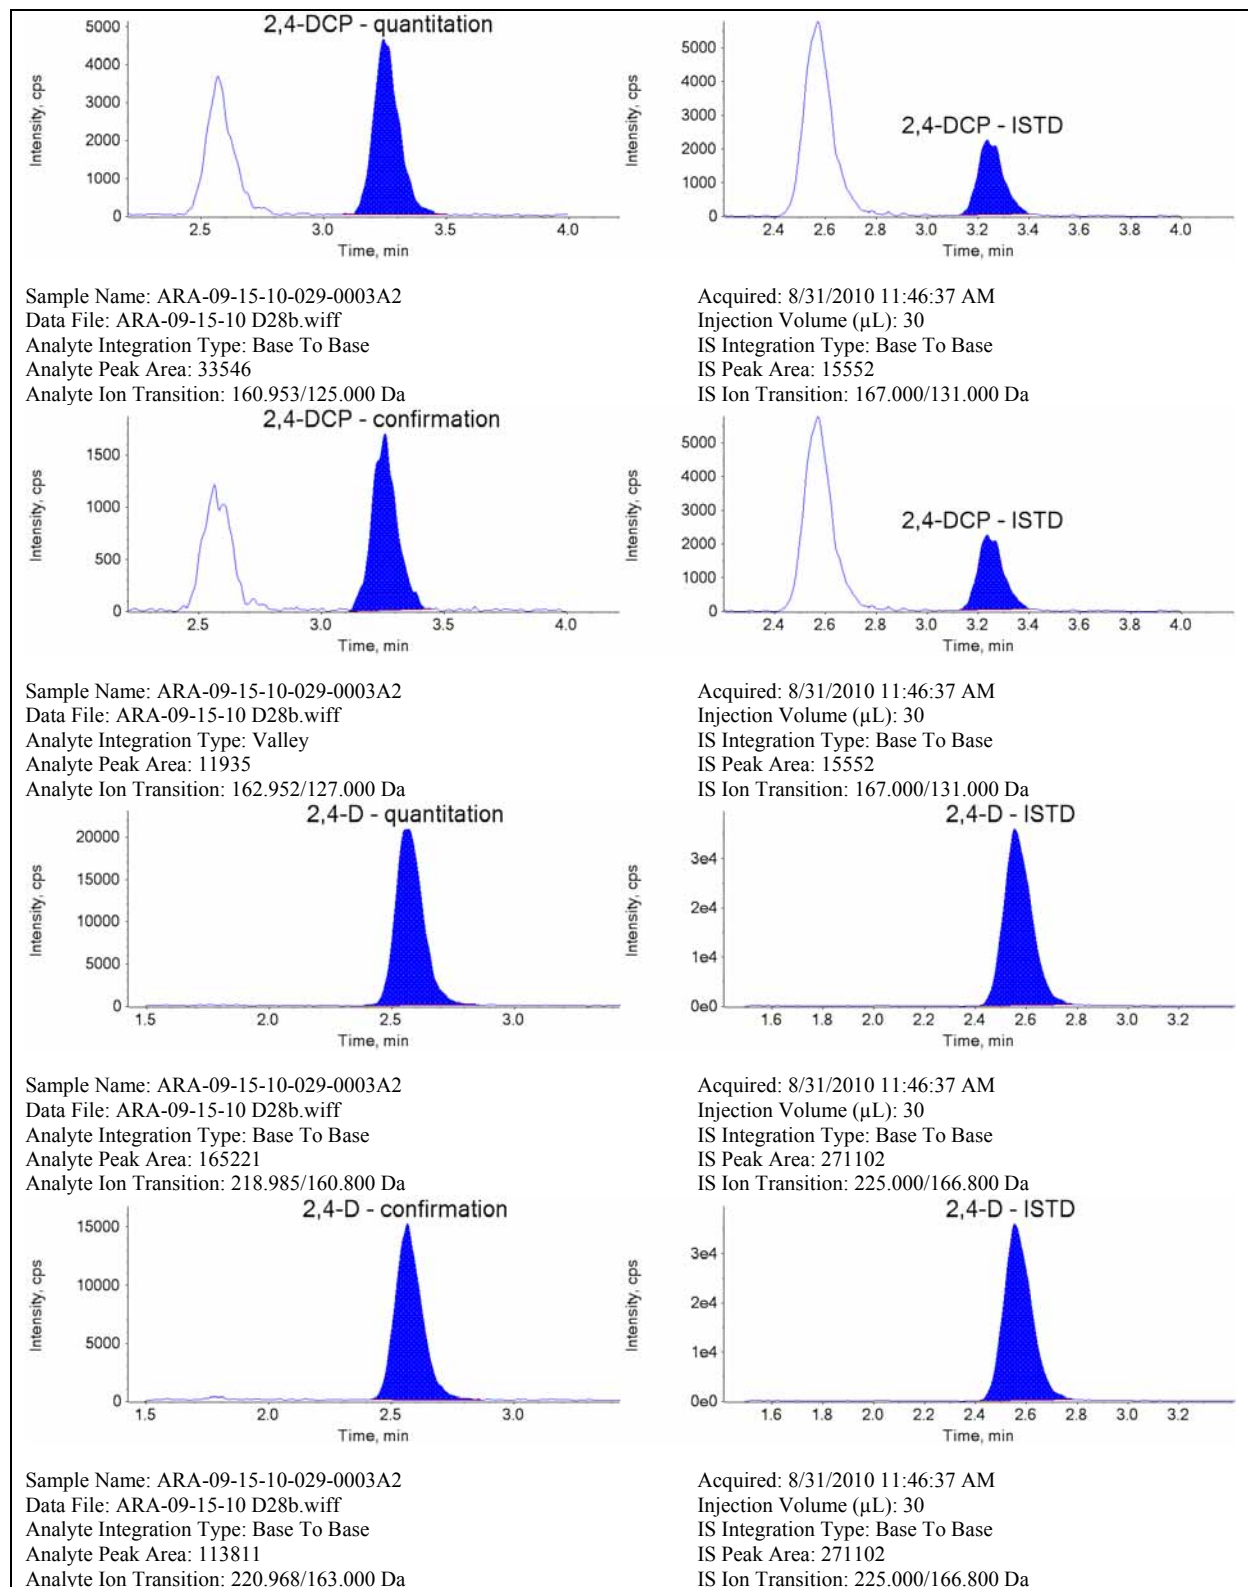 2,4-DCP - quantitation
5000
4000
3000
2000
1000
0
Intensity, cps
2.5 3.0 3.5 4.0
Time, min
2,4-DCP - ISTD
5000
4000
3000
2000
1000
0
Intensity, cps
2.4 2.6 2.8 3.0 3.2 3.4 3.6 3.8 4.0
Time, min
Sample Name: ARA-09-15-10-029-0003A2
Data File: ARA-09-15-10 D28b.wiff
Analyte Integration Type: Base To Base
Analyte Peak Area: 33546
Analyte Ion Transition: 160.953/125.000 Da
Acquired: 8/31/2010 11:46:37 AM
Injection Volume (µL): 30
IS Integration Type: Base To Base
IS Peak Area: 15552
IS Ion Transition: 167.000/131.000 Da
2,4-DCP - confirmation
1500
1000
500
0
Intensity, cps
2.5 3.0 3.5 4.0
Time, min
2,4-DCP - ISTD
5000
4000
3000
2000
1000
0
Intensity, cps
2.4 2.6 2.8 3.0 3.2 3.4 3.6 3.8 4.0
Time, min
Sample Name: ARA-09-15-10-029-0003A2
Data File: ARA-09-15-10 D28b.wiff
Analyte Integration Type: Valley
Analyte Peak Area: 11935
Analyte Ion Transition: 162.952/127.000 Da
Acquired: 8/31/2010 11:46:37 AM
Injection Volume (µL): 30
IS Integration Type: Base To Base
IS Peak Area: 15552
IS Ion Transition: 167.000/131.000 Da
2,4-D - quantitation
20000
15000
10000
5000
0
Intensity, cps
1.5 2.0 2.5 3.0
Time, min
2,4-D - ISTD
3e4
2e4
1e4
0e0
Intensity, cps
1.6 1.8 2.0 2.2 2.4 2.6 2.8 3.0 3.2
Time, min
Sample Name: ARA-09-15-10-029-0003A2
Data File: ARA-09-15-10 D28b.wiff
Analyte Integration Type: Base To Base
Analyte Peak Area: 165221
Analyte Ion Transition: 218.985/160.800 Da
Acquired: 8/31/2010 11:46:37 AM
Injection Volume (µL): 30
IS Integration Type: Base To Base
IS Peak Area: 271102
IS Ion Transition: 225.000/166.800 Da
2,4-D - confirmation
15000
10000
5000
0
Intensity, cps
1.5 2.0 2.5 3.0
Time, min
2,4-D - ISTD
3e4
2e4
1e4
0e0
Intensity, cps
1.6 1.8 2.0 2.2 2.4 2.6 2.8 3.0 3.2
Time, min
Sample Name: ARA-09-15-10-029-0003A2
Data File: ARA-09-15-10 D28b.wiff
Analyte Integration Type: Base To Base
Analyte Peak Area: 113811
Analyte Ion Transition: 220.968/163.000 Da
Acquired: 8/31/2010 11:46:37 AM
Injection Volume (µL): 30
IS Integration Type: Base To Base
IS Peak Area: 271102
IS Ion Transition: 225.000/166.800 Da